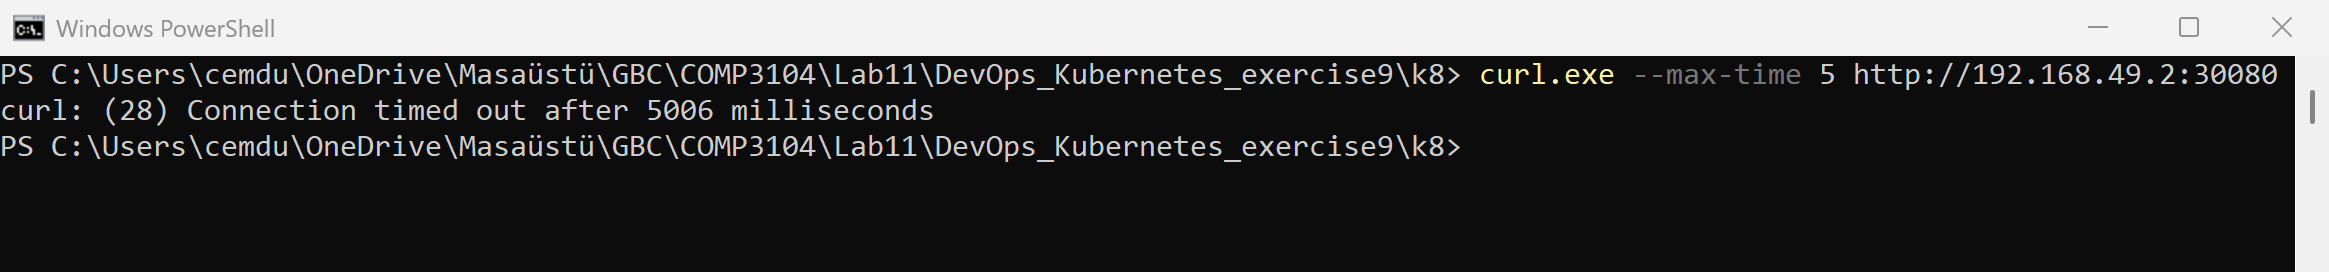 Windows PowerShell
PS C:\Users\cemdu\OneDrive\Masaüstü\GBC\COMP3104\Lab11\DevOps_Kubernetes_exercise9\k8> curl.exe --max-time 5 http://192.168.49.2:30080
curl: (28) Connection timed out after 5006 milliseconds
PS C:\Users\cemdu\OneDrive\Masaüstü\GBC\COMP3104\Lab11\DevOps_Kubernetes_exercise9\k8>